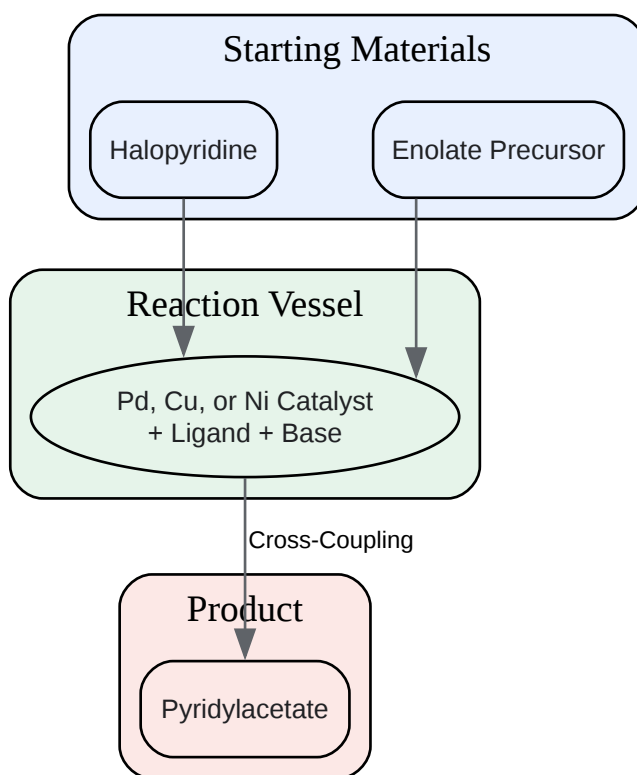 Starting Materials
Halopyridine
Enolate Precursor
Reaction Vessel
Pd, Cu, or Ni Catalyst
+ Ligand + Base
Cross-Coupling
Product
Pyridylacetate